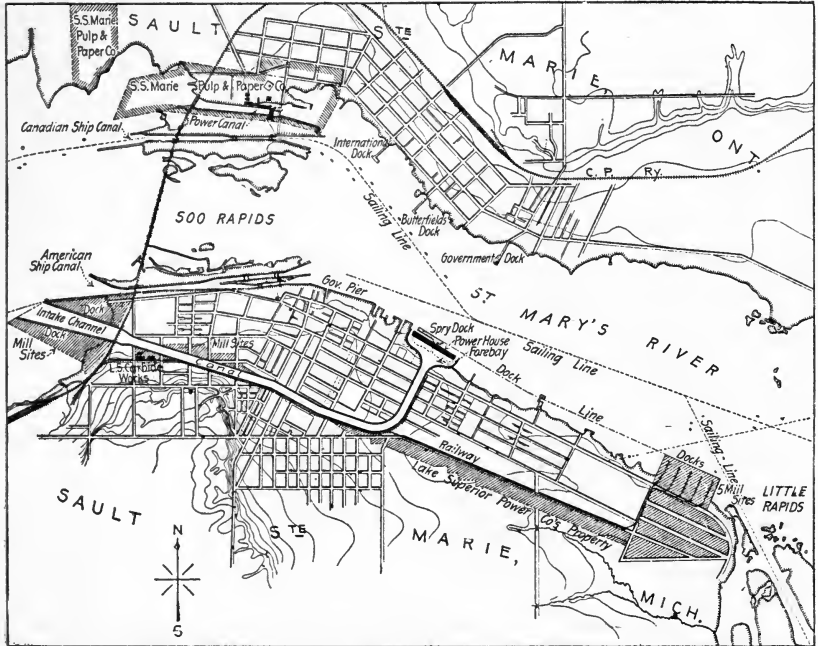 S.S. Marie
Pulp &
Paper Co
SAULT
STE
MARIE,
ONT.
S.S. Marie Pulp & Paper Co
Power Canal
Canadian Ship Canal
International
Dock
C. P. RY.
SOO RAPIDS
Butterfield's
Dock
Sailing Line
Government Dock
American
Ship Canal
Gov. Pier
ST MARY'S RIVER
Dock
Intake Channel
Dock
Mill
Sites
Mill Sites
Spry Dock
Power House
Forebay
Sailing Line
L.S. Carbide
Works
Canal
Dock Line
Sailing Line
Railway
Docks
5 Mill
Sites
LITTLE
RAPIDS
Lake Superior Power Co's Property
SAULT
STE
MARIE,
MICH.
N
S